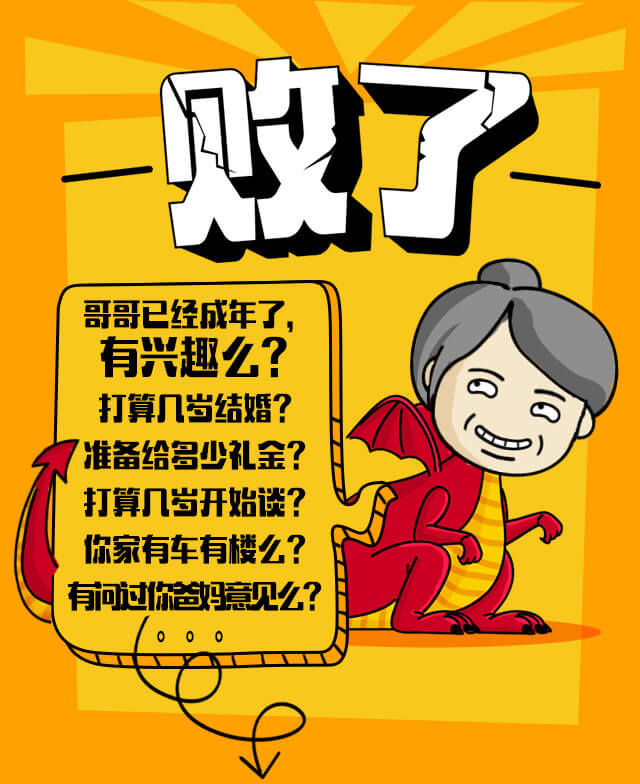 败了
哥哥已经成年了，
有兴趣么？
打算几岁结婚？
准备给多少礼金？
打算几岁开始谈？
你家有车有楼么？
有问过你爸妈意见么？
。。。